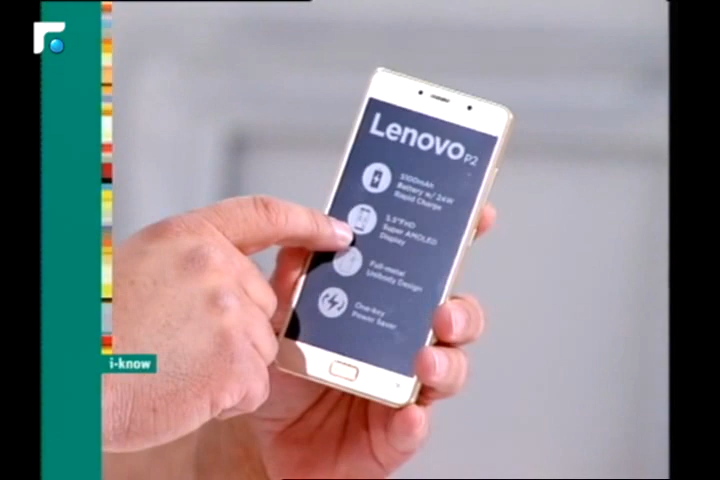 Lenovo P2
5100mAh
Battery w/ 24W
Rapid Charge
5.5"FHD
Super AMOLED
Display
Full-metal
Unibody Design
One-Key
Power Saver
i-know